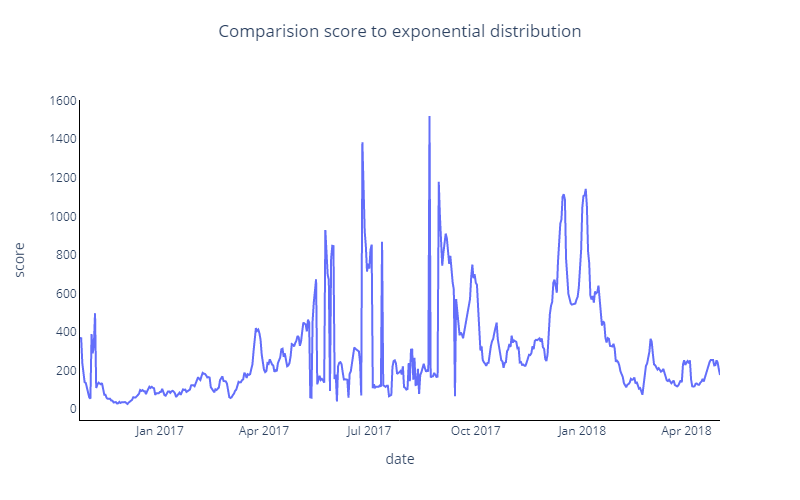 Comparision score to exponential distribution
1600
1400
1200
1000
800
600
400
200
0
score
Jan 2017 Apr 2017 Jul 2017 Oct 2017 Jan 2018 Apr 2018
date